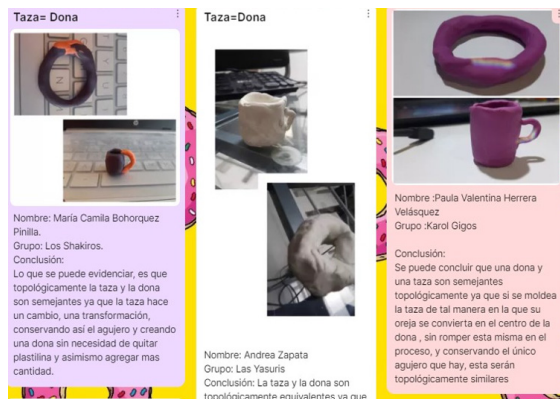 Taza= Dona
Nombre: María Camila Bohorquez
Pinilla.
Grupo: Los Shakiros.
Conclusión:
Lo que se puede evidenciar, es que
topológicamente la taza y la dona
son semejantes ya que la taza hace
un cambio, una transformación,
conservando así el agujero y creando
una dona sin necesidad de quitar
plastilina y asimismo agregar mas
cantidad.
Taza=Dona
Nombre: Andrea Zapata
Grupo: Las Yasuris
Conclusión: La taza y la dona son
topológicamente equivalentes ya que
Nombre :Paula Valentina Herrera
Velásquez
Grupo :Karol Gigos
Conclusión:
Se puede concluir que una dona y
una taza son semejantes
topológicamente ya que si se moldea
la taza de tal manera en la cual su
oreja se convierta en el centro de la
dona , sin romper esta misma en el
proceso, y conservando el único
agujero que hay, esta serán
topológicamente similares